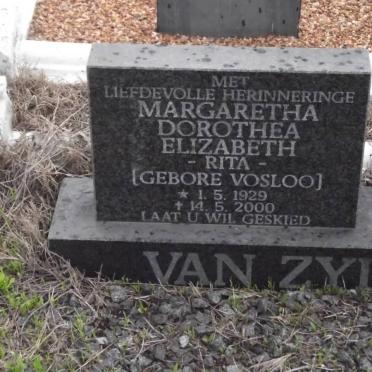 MET
LIEFDEVOLLE HERINNERINGE
MARGARETHA
DOROTHEA
ELIZABETH
- RITA -
[GEBORE VOSLOO]
* 1. 5. 1929
✝ 14. 5. 2000
LAAT U WIL GESKIED
VAN ZYL